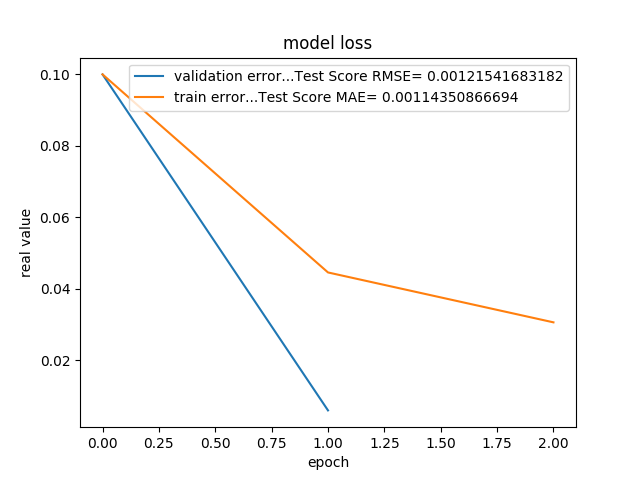 model loss
validation error...Test Score RMSE= 0.00121541683182
train error...Test Score MAE= 0.00114350866694
real value
0.10
0.08
0.06
0.04
0.02
0.00 0.25 0.50 0.75 1.00 1.25 1.50 1.75 2.00
epoch